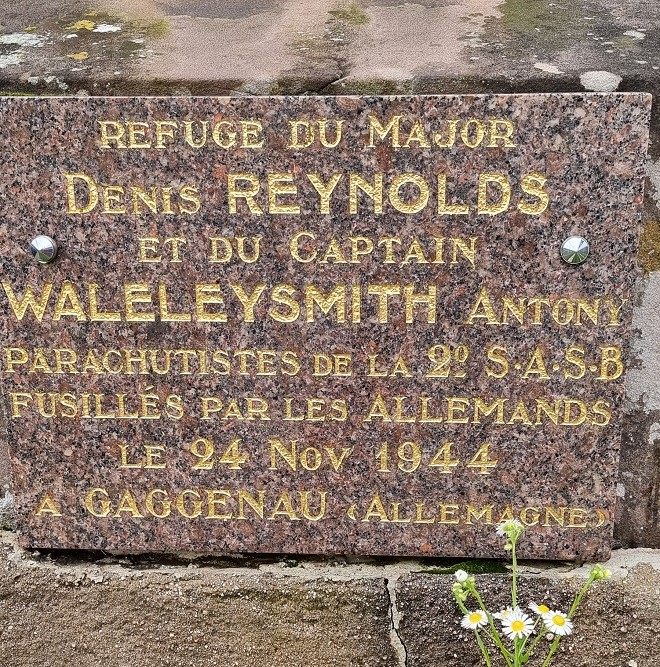 REFUGE DU MAJOR
DENIS REYNOLDS
ET DU CAPTAIN
WALELEYSMITH ANTONY
PARACHUTISTES DE LA 2º S.A.S.B
FUSILLÉS PAR LES ALLEMANDS
LE 24 NOV 1944
A GAGGENAU (ALLEMAGNE)